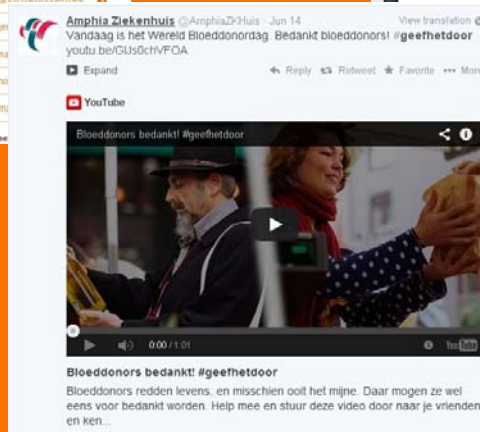 Amphia Ziekenhuis @AmphiaZKHuis Jun 14 View translation
Vandaag is het Wereld Bloeddonordag. Bedankt bloeddonors! #geefhetdoor
Expand Reply Retweet Favorite More
YouTube
Bloeddonors bedankt! #geefhetdoor
0:00 / 1:01 YouTube
Bloeddonors bedankt! #geefhetdoor
Bloeddonors redden levens, en misschien ooit het mijne. Daar mogen ze wel
eens voor bedankt worden. Help mee en stuur deze video door naar je vrienden
en ken...